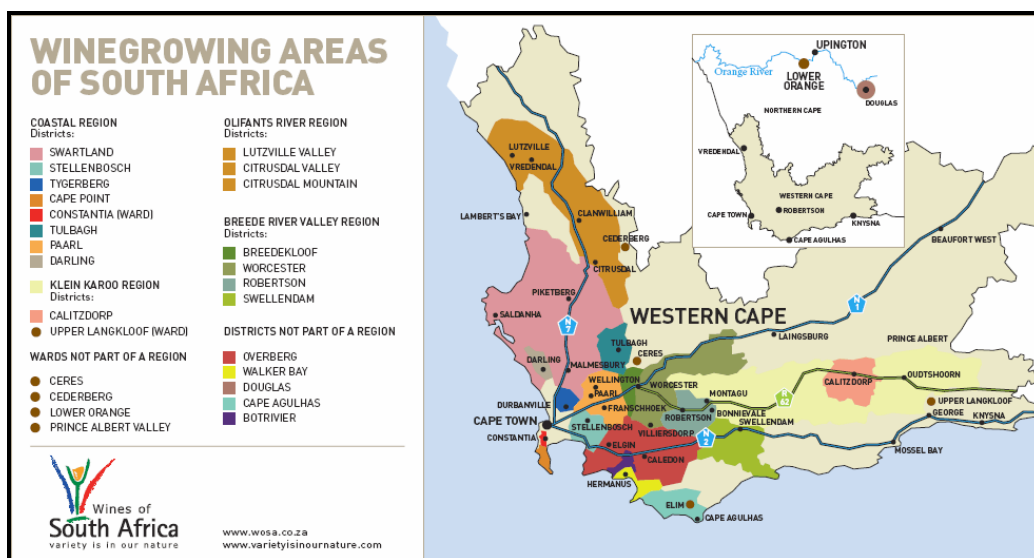 WINEGROWING AREAS
OF SOUTH AFRICA
COASTAL REGION
Districts:
SWARTLAND
STELLENBOSCH
TYGERBERG
CAPE POINT
CONSTANTIA (WARD)
TULBAGH
PAARL
DARLING
KLEIN KAROO REGION
Districts:
CALITZDORP
UPPER LANGKLOOF (WARD)
WARDS NOT PART OF A REGION
CERES
CEDERBERG
LOWER ORANGE
PRINCE ALBERT VALLEY
OLIFANTS RIVER REGION
Districts:
LUTZVILLE VALLEY
CITRUSDAL VALLEY
CITRUSDAL MOUNTAIN
BREEDE RIVER VALLEY REGION
Districts:
BREEDEKLOOF
WORCESTER
ROBERTSON
SWELLENDAM
DISTRICTS NOT PART OF A REGION
OVERBERG
WALKER BAY
DOUGLAS
CAPE AGULHAS
BOTRIVIER
Wines of
South Africa
variety is in our nature
www.wosa.co.za
www.varietyisinournature.com
UPINGTON
Orange River
LOWER
ORANGE
DOUGLAS
NORTHERN CAPE
VREDENDAL
WESTERN CAPE
ROBERTSON
CAPE TOWN
KNYSNA
CAPE AGULHAS
LUTZVILLE
VREDENDAL
LAMBERT'S BAY
CLANWILLIAM
CEDERBERG
CITRUSDAL
BEAUFORT WEST
PIKETBERG
SALDANHA
N
7
WESTERN CAPE
N
1
LAINGSBURG
PRINCE ALBERT
TULBAGH
CERES
DARLING
MALMESBURY
WELLINGTON
PAARL
WORCESTER
MONTAGU
N
62
CALITZDORP
OUDTSHOORN
UPPER LANGKLOOF
DURBANVILLE
FRANSCHHOEK
ROBERTSON
BONNIEVALE
SWELLENDAM
GEORGE
KNYSNA
CAPE TOWN
STELLENBOSCH
VILLIERSDORP
N
2
CONSTANTIA
ELGIN
CALEDON
MOSSEL BAY
HERMANUS
ELIM
CAPE AGULHAS